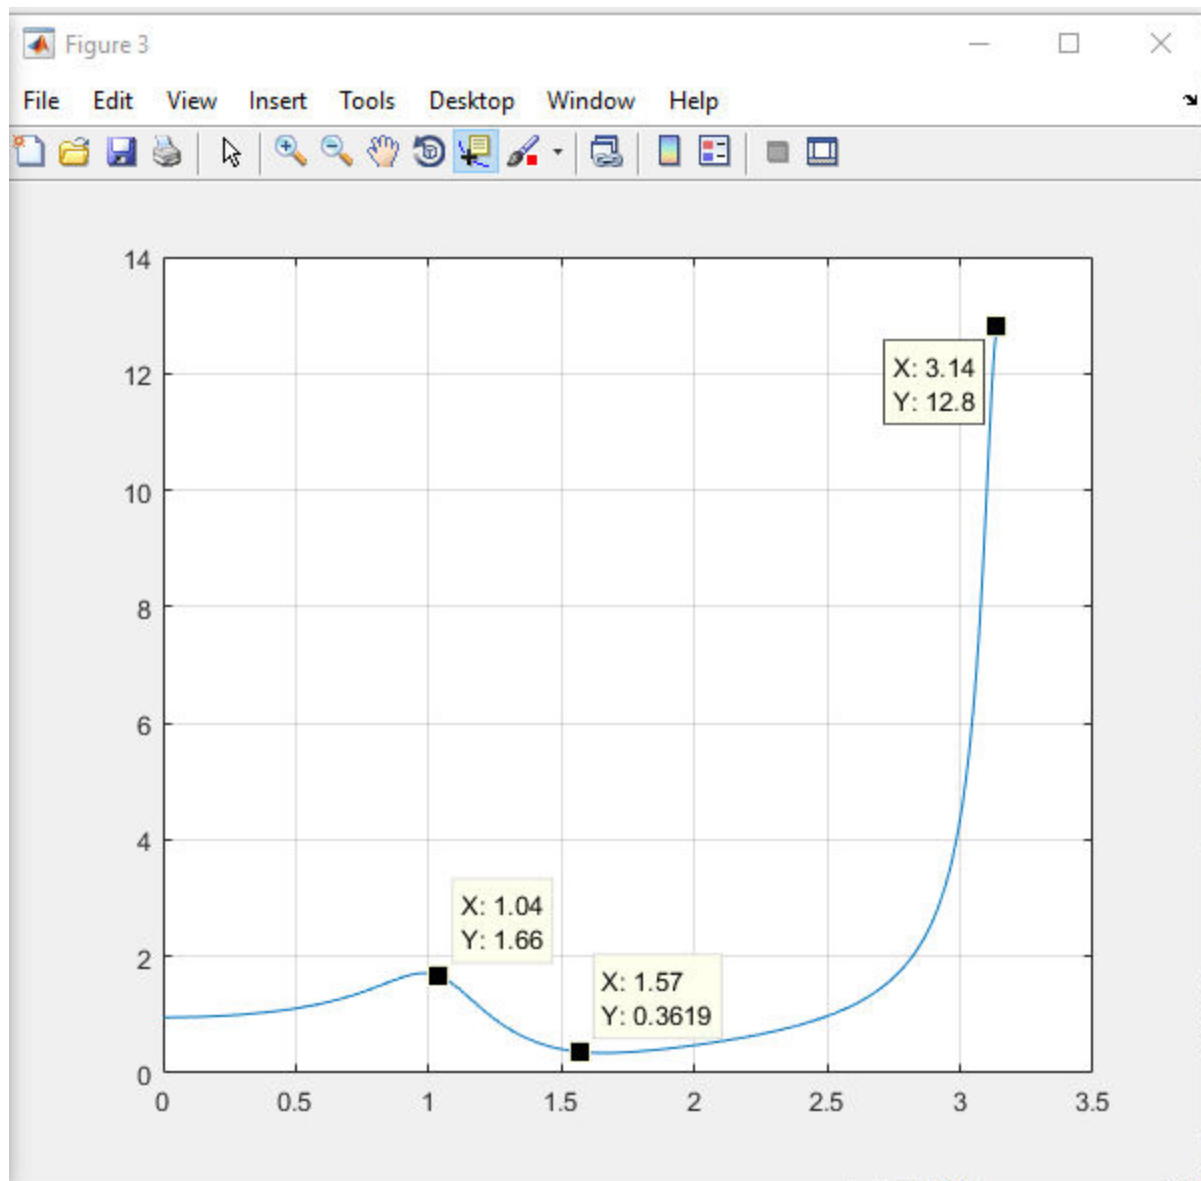 Figure 3
File Edit View Insert Tools Desktop Window Help
14
12
10
8
6
4
2
0
X: 3.14
Y: 12.8
X: 1.04
Y: 1.66
X: 1.57
Y: 0.3619
0 0.5 1 1.5 2 2.5 3 3.5